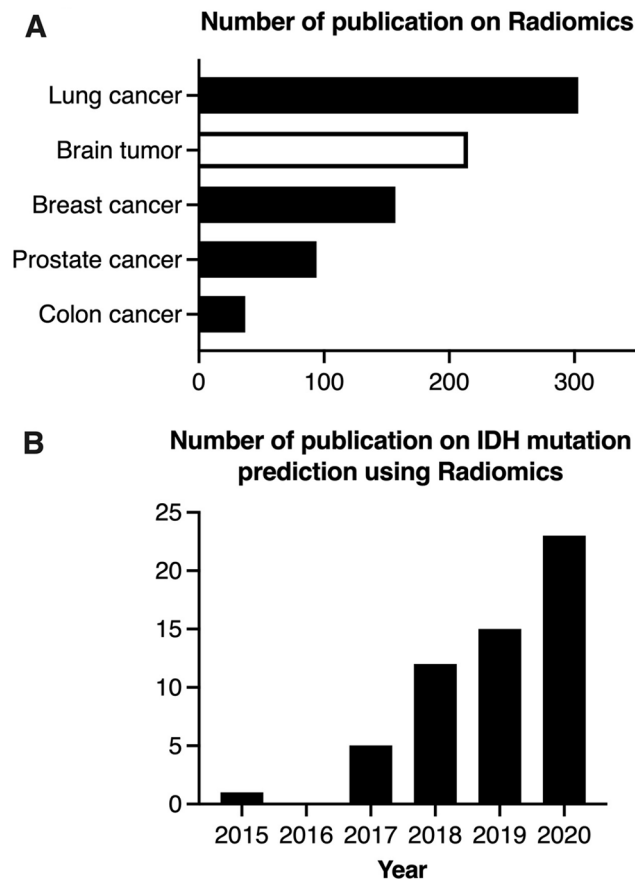 A
Number of publication on Radiomics
Lung cancer
Brain tumor
Breast cancer
Prostate cancer
Colon cancer
0 100 200 300
B
Number of publication on IDH mutation
prediction using Radiomics
25
20
15
10
5
0
2015 2016 2017 2018 2019 2020
Year